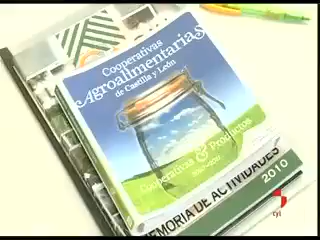 Cooperativas
Agroalimentarias
de Castilla y León
Cooperativas & Productos
MEMORIA DE ACTIVIDADES
2010
cyl